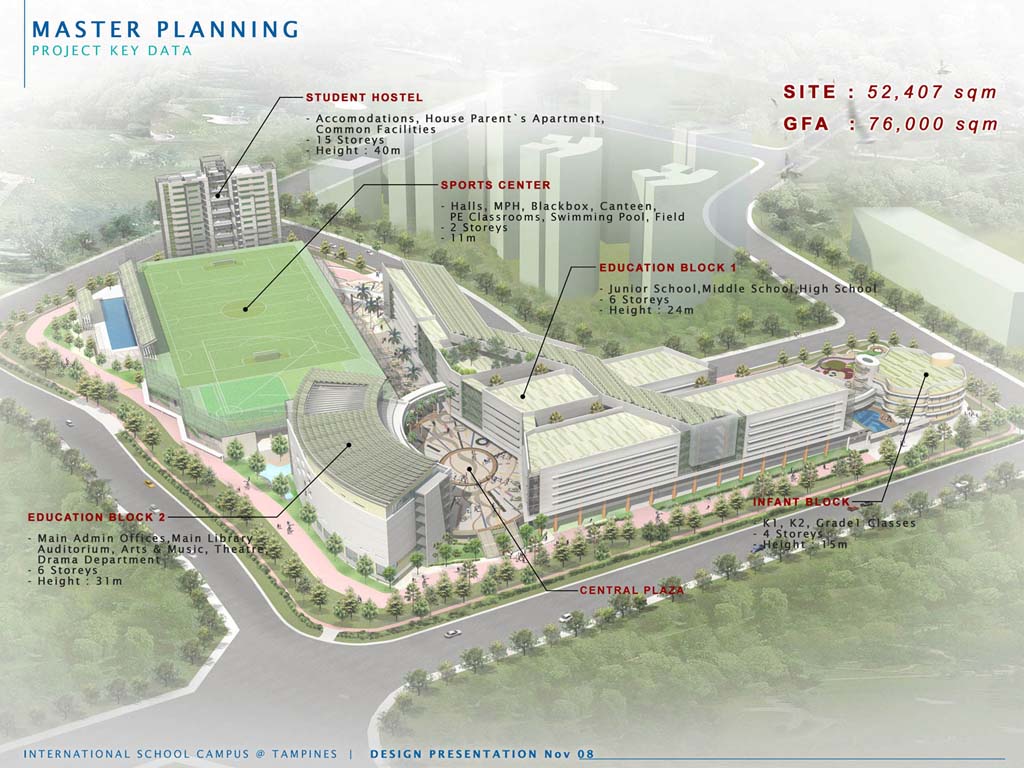 MASTER PLANNING
PROJECT KEY DATA
SITE : 52,407 sqm
GFA : 76,000 sqm
STUDENT HOSTEL
- Accomodations, House Parent`s Apartment,
Common Facilities
- 15 Storeys
- Height : 40m
SPORTS CENTER
- Halls, MPH, Blackbox, Canteen,
PE Classrooms, Swimming Pool, Field
- 2 Storeys
- 11m
EDUCATION BLOCK 1
- Junior School,Middle School,High School
- 6 Storeys
- Height : 24m
INFANT BLOCK
- K1, K2, Grade1 Classes
- 4 Storeys
- Height : 15m
EDUCATION BLOCK 2
- Main Admin Offices,Main Library
Auditorium, Arts & Music, Theatre,
Drama Department
- 6 Storeys
- Height : 31m
CENTRAL PLAZA
INTERNATIONAL SCHOOL CAMPUS @ TAMPINES | DESIGN PRESENTATION Nov 08